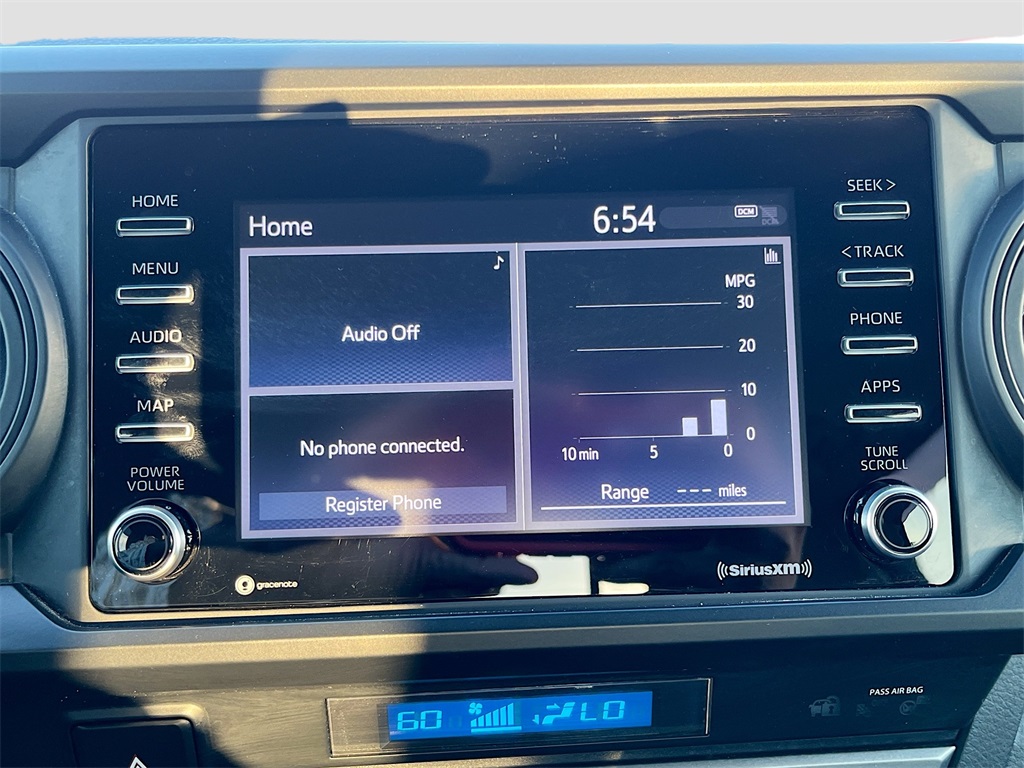 HOME
MENU
AUDIO
MAP
POWER
VOLUME
Home
6:54
DCM
DCM
Audio Off
No phone connected.
Register Phone
MPG
30
20
10
0
10 min 5 0
Range --- miles
SEEK >
< TRACK
PHONE
APPS
TUNE
SCROLL
gracenote
((SiriusXM))
60
LO
PASS AIR BAG